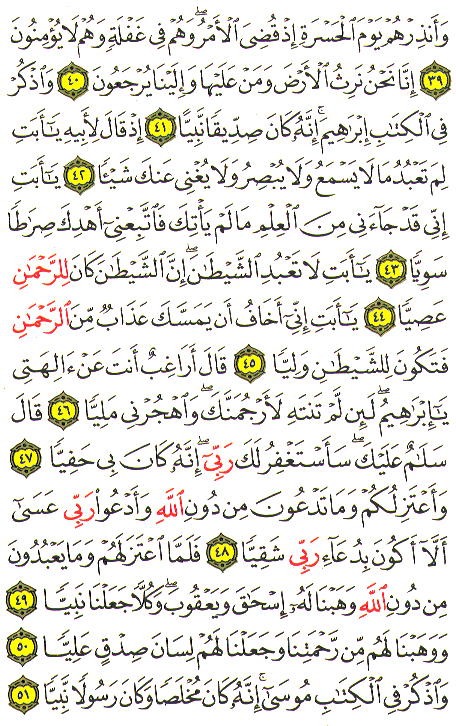 وَأَنذِرْهُمْ يَوْمَ ٱلْحَسْرَةِ إِذْ قُضِىَ ٱلْأَمْرُ وَهُمْ فِى غَفْلَةٍ وَهُمْ لَا يُؤْمِنُونَ
٣٩ إِنَّا نَحْنُ نَرِثُ ٱلْأَرْضَ وَمَنْ عَلَيْهَا وَإِلَيْنَا يُرْجَعُونَ ٤٠ وَٱذْكُرْ
فِى ٱلْكِتَٰبِ إِبْرَٰهِيمَ ۚ إِنَّهُۥ كَانَ صِدِّيقًا نَّبِيًّا ٤١ إِذْ قَالَ لِأَبِيهِ يَٰٓأَبَتِ
لِمَ تَعْبُدُ مَا لَا يَسْمَعُ وَلَا يُبْصِرُ وَلَا يُغْنِى عَنكَ شَيْـًٔا ٤٢ يَٰٓأَبَتِ
إِنِّى قَدْ جَآءَنِى مِنَ ٱلْعِلْمِ مَا لَمْ يَأْتِكَ فَٱتَّبِعْنِىٓ أَهْدِكَ صِرَٰطًا
سَوِيًّا ٤٣ يَٰٓأَبَتِ لَا تَعْبُدِ ٱلشَّيْطَٰنَ ۖ إِنَّ ٱلشَّيْطَٰنَ كَانَ لِلرَّحْمَٰنِ
عَصِيًّا ٤٤ يَٰٓأَبَتِ إِنِّىٓ أَخَافُ أَن يَمَسَّكَ عَذَابٌ مِّنَ ٱلرَّحْمَٰنِ
فَتَكُونَ لِلشَّيْطَٰنِ وَلِيًّا ٤٥ قَالَ أَرَاغِبٌ أَنتَ عَنْ ءَالِهَتِى
يَٰٓإِبْرَٰهِيمُ ۖ لَئِن لَّمْ تَنتَهِ لَأَرْجُمَنَّكَ ۖ وَٱهْجُرْنِى مَلِيًّا ٤٦ قَالَ
سَلَٰمٌ عَلَيْكَ ۖ سَأَسْتَغْفِرُ لَكَ رَبِّىٓ ۖ إِنَّهُۥ كَانَ بِى حَفِيًّا ٤٧
وَأَعْتَزِلُكُمْ وَمَا تَدْعُونَ مِن دُونِ ٱللَّهِ وَأَدْعُوا۟ رَبِّى عَسَىٰٓ
أَلَّآ أَكُونَ بِدُعَآءِ رَبِّى شَقِيًّا ٤٨ فَلَمَّا ٱعْتَزَلَهُمْ وَمَا يَعْبُدُونَ
مِن دُونِ ٱللَّهِ وَهَبْنَا لَهُۥٓ إِسْحَٰقَ وَيَعْقُوبَ ۖ وَكُلًّا جَعَلْنَا نَبِيًّا ٤٩
وَوَهَبْنَا لَهُم مِّن رَّحْمَتِنَا وَجَعَلْنَا لَهُمْ لِسَانَ صِدْقٍ عَلِيًّا ٥٠
وَٱذْكُرْ فِى ٱلْكِتَٰبِ مُوسَىٰٓ ۚ إِنَّهُۥ كَانَ مُخْلَصًا وَكَانَ رَسُولًا نَّبِيًّا ٥١